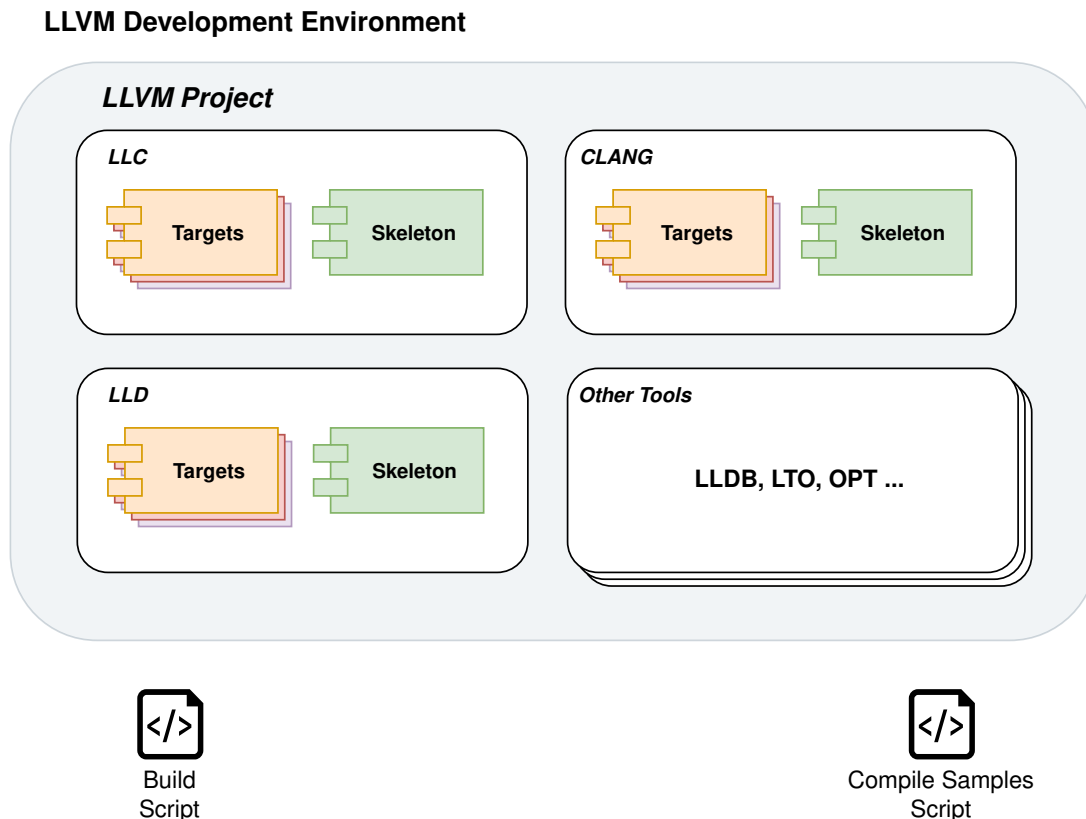 LLVM Development Environment
LLVM Project
LLC
CLANG
Targets
Skeleton
Targets
Skeleton
LLD
Other Tools
Targets
Skeleton
LLDB, LTO, OPT ...
</>
</>
Build
Script
Compile Samples
Script